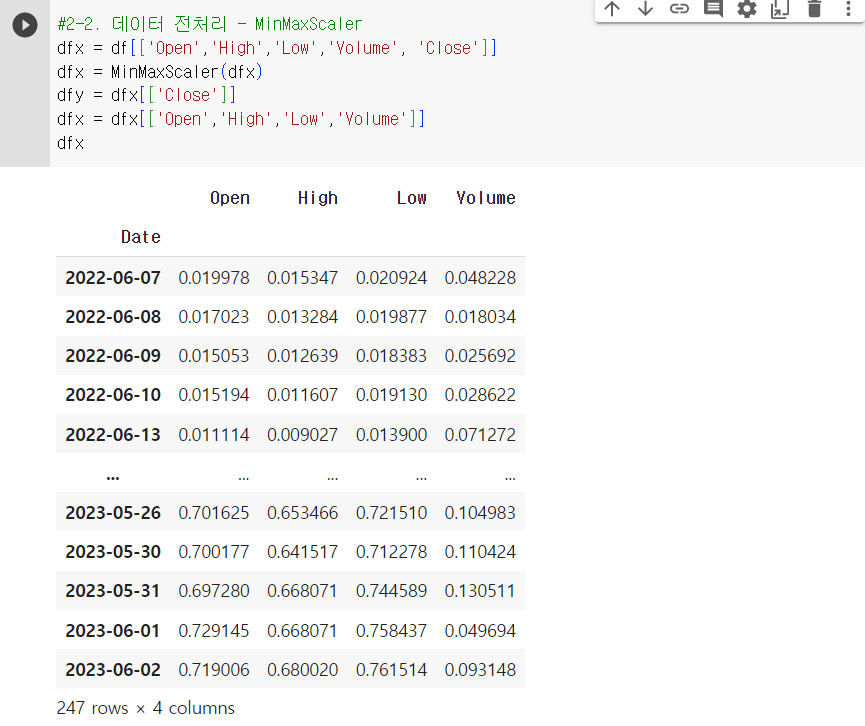 #2-2. 데이터 전처리 - MinMaxScaler
dfx = df[['Open','High','Low','Volume', 'Close']]
dfx = MinMaxScaler(dfx)
dfy = dfx[['Close']]
dfx = dfx[['Open','High','Low','Volume']]
dfx
Open High Low Volume
Date
2022-06-07 0.019978 0.015347 0.020924 0.048228
2022-06-08 0.017023 0.013284 0.019877 0.018034
2022-06-09 0.015053 0.012639 0.018383 0.025692
2022-06-10 0.015194 0.011607 0.019130 0.028622
2022-06-13 0.011114 0.009027 0.013900 0.071272
... ... ... ... ...
2023-05-26 0.701625 0.653466 0.721510 0.104983
2023-05-30 0.700177 0.641517 0.712278 0.110424
2023-05-31 0.697280 0.668071 0.744589 0.130511
2023-06-01 0.729145 0.668071 0.758437 0.049694
2023-06-02 0.719006 0.680020 0.761514 0.093148
247 rows × 4 columns